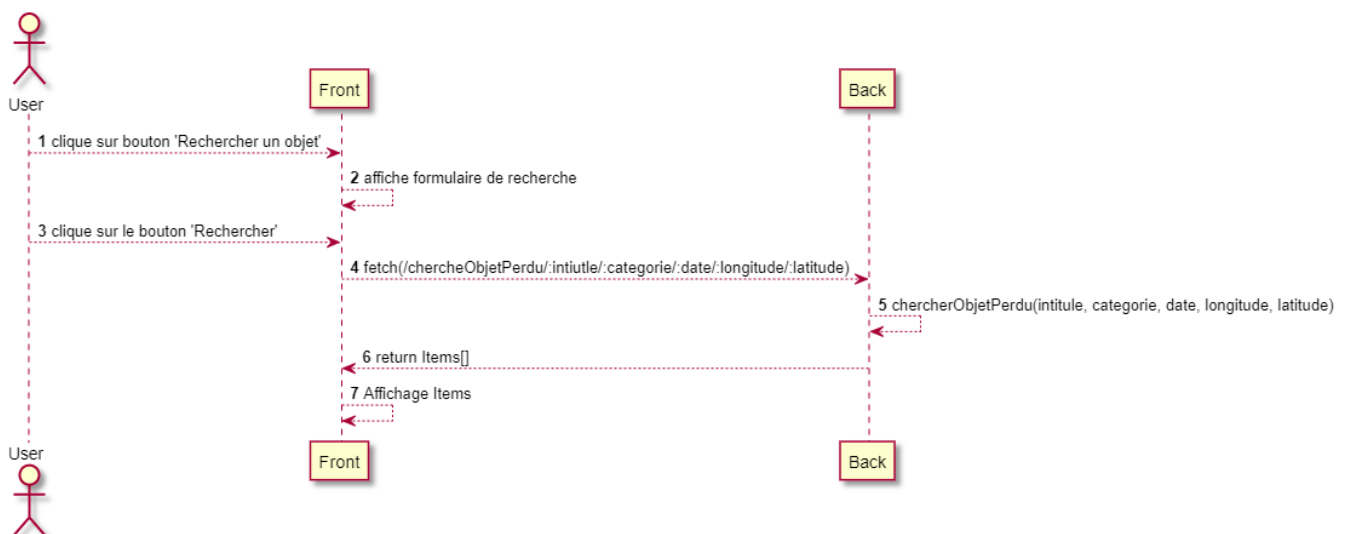 User
Front
Back
1 clique sur bouton 'Rechercher un objet'
2 affiche formulaire de recherche
3 clique sur le bouton 'Rechercher'
4 fetch(/chercheObjetPerdu/:intiutle/:categorie/:date/:longitude/:latitude)
5 chercherObjetPerdu(intitule, categorie, date, longitude, latitude)
6 return Items[]
7 Affichage Items
User
Front
Back